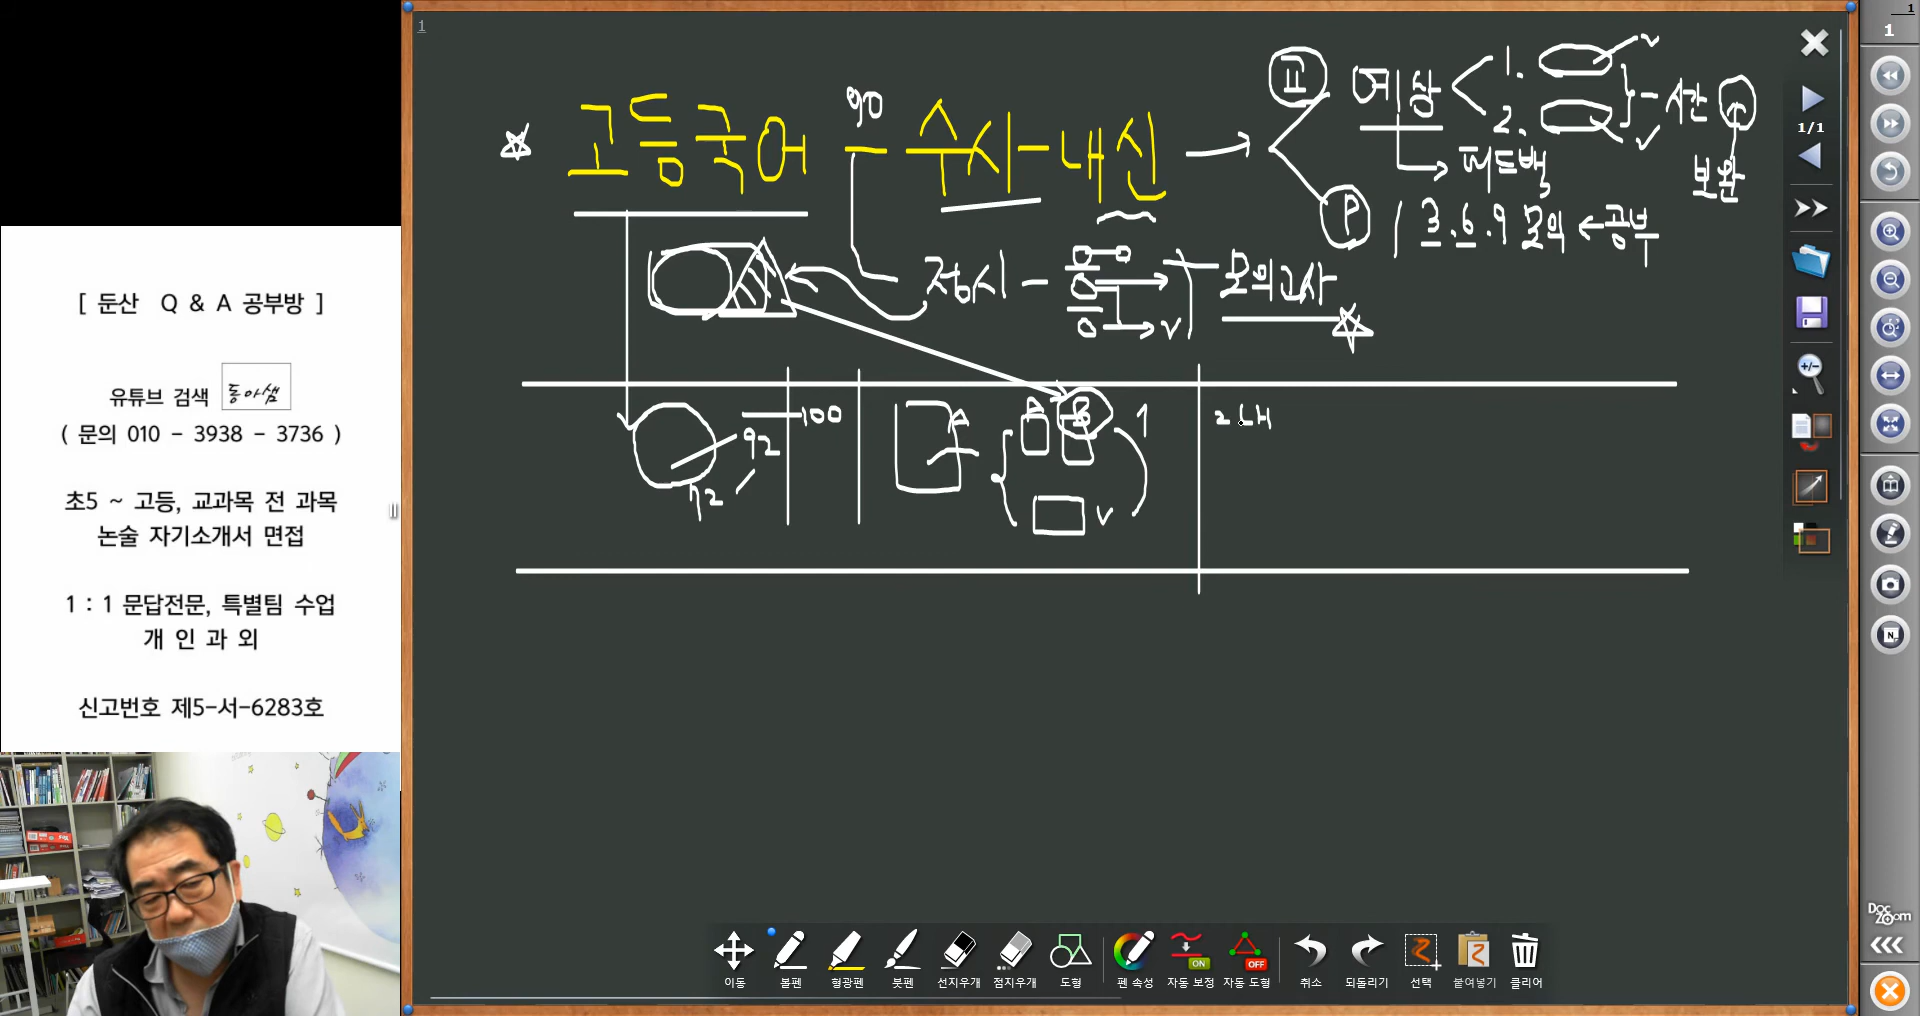 [ 둔산 Q & A 공부방 ]
유튜브 검색 동아샘
( 문의 010 - 3938 - 3736 )
초5 ~ 고등, 교과목 전 과목
논술 자기소개서 면접
1 : 1 문답전문, 특별팀 수업
개 인 과 외
신고번호 제5-서-6283호
1
고등국어 - 수시-내신 →
90
고 예상 1. 2. - 시간
→ 피드백
보완
P 3.6.9 모의 ← 공부
정시 - 모의고사
100
92
72
A
A B 1
2 내
1
1
1/1
+/-
N
Doc Zoom
이동
볼펜
형광펜
붓펜
선지우개
점지우개
도형
펜 속성
ON
자동 보정
OFF
자동 도형
취소
되돌리기
선택
붙여넣기
클리어